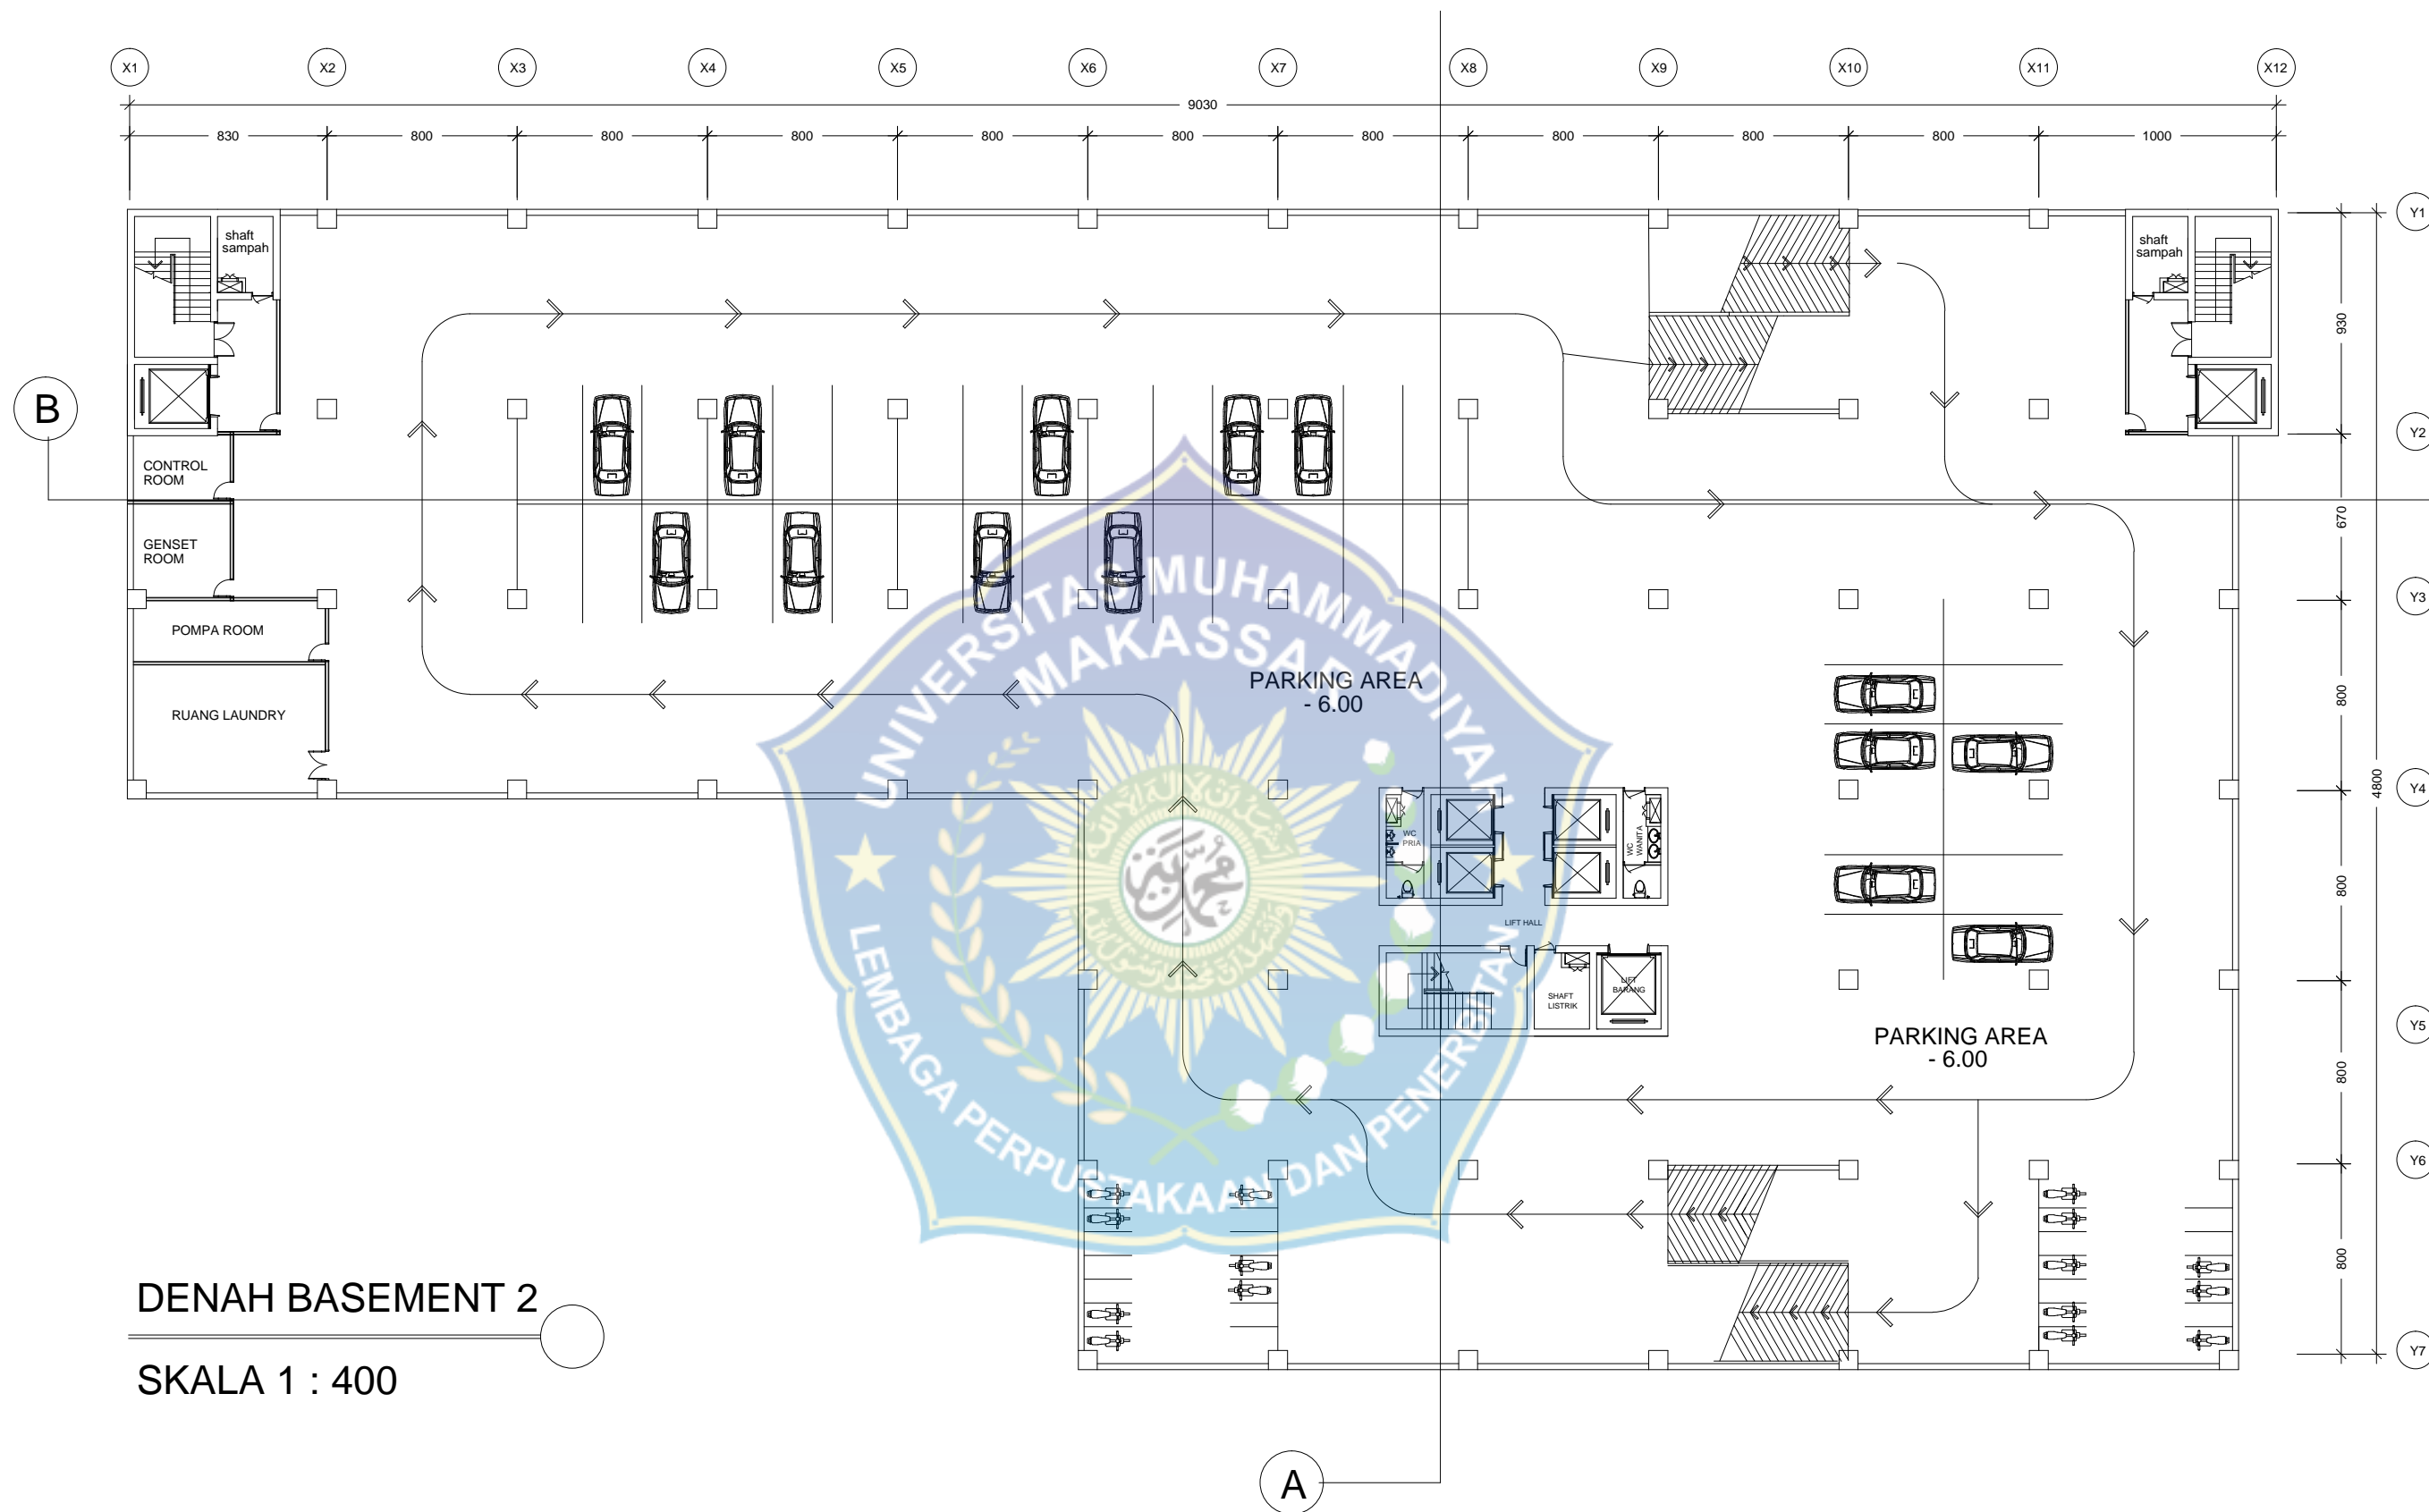 X1 X2 X3 X4 X5 X6 X7 X8 X9 X10 X11 X12
9030
830 800 800 800 800 800 800 800 800 800 1000
shaft
sampah
shaft
sampah
Y1
930
B
Y2
CONTROL
ROOM
670
GENSET
ROOM
Y3
POMPA ROOM
UNIVERSITAS MUHAMMADIYAH
MAKASSAR
PARKING AREA
- 6.00
800
RUANG LAUNDRY
4800
Y4
WC
PRIA
WC
WANITA
800
LIFT HALL
LIFT
BARANG
SHAFT
LISTRIK
Y5
PARKING AREA
- 6.00
800
LEMBAGA PERPUSTAKAAN DAN PENERBITAN
Y6
800
DENAH BASEMENT 2
Y7
SKALA 1 : 400
A